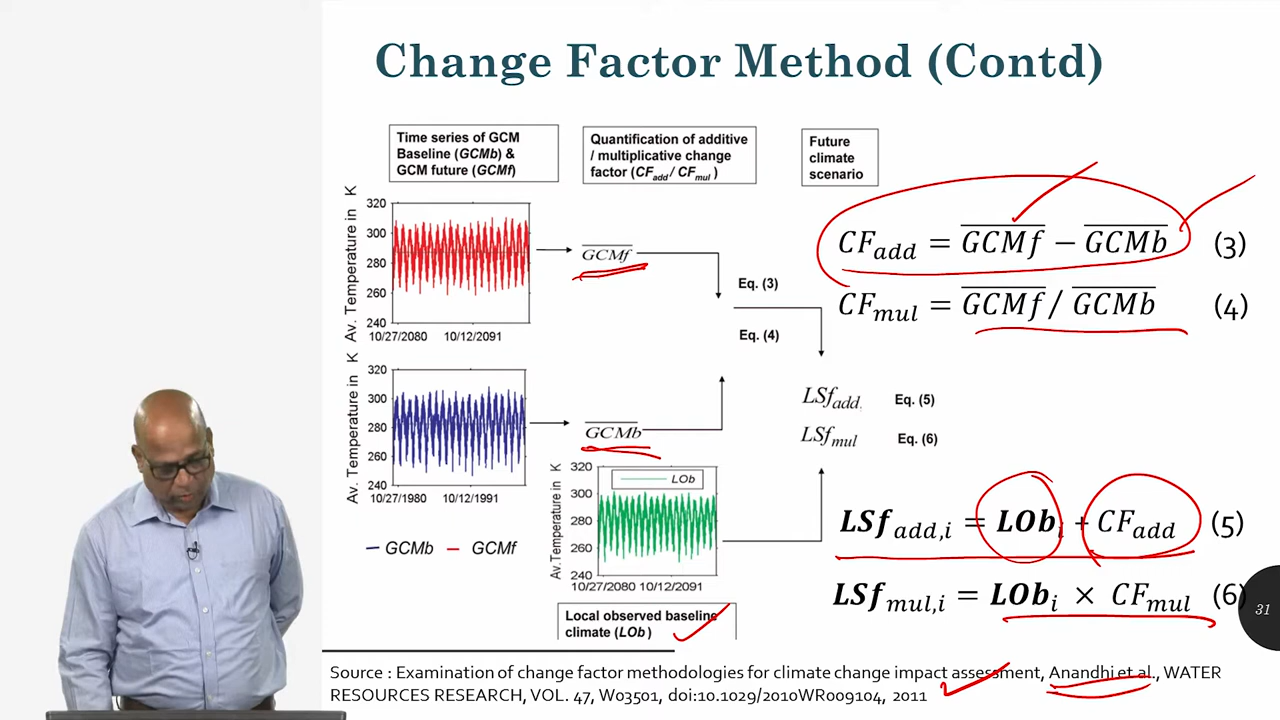 Change Factor Method (Contd)
Time series of GCM
Baseline (GCMb) &
GCM future (GCMf)
Quantification of additive
/ multiplicative change
factor (CFadd / CFmul )
Future
climate
scenario
Av. Temperature in K
320
300
280
260
240
10/27/2080 10/12/2091
GCMf
Eq. (3)
Eq. (4)
CFadd = GCMf − GCMb (3)
CFmul = GCMf / GCMb (4)
Av. Temperature in K
320
300
280
260
240
10/27/1980 10/12/1991
GCMb
LSfadd. Eq. (5)
LSfmul Eq. (6)
GCMb GCMf
Av. Temperature in K
320
300
280
260
240
LOb
10/27/2080 10/12/2091
Local observed baseline
climate (LOb )
LSfadd,i = LObi + CFadd (5)
LSfmul,i = LObi × CFmul (6)
31
Source : Examination of change factor methodologies for climate change impact assessment, Anandhi et al., WATER
RESOURCES RESEARCH, VOL. 47, W03501, doi:10.1029/2010WR009104, 2011